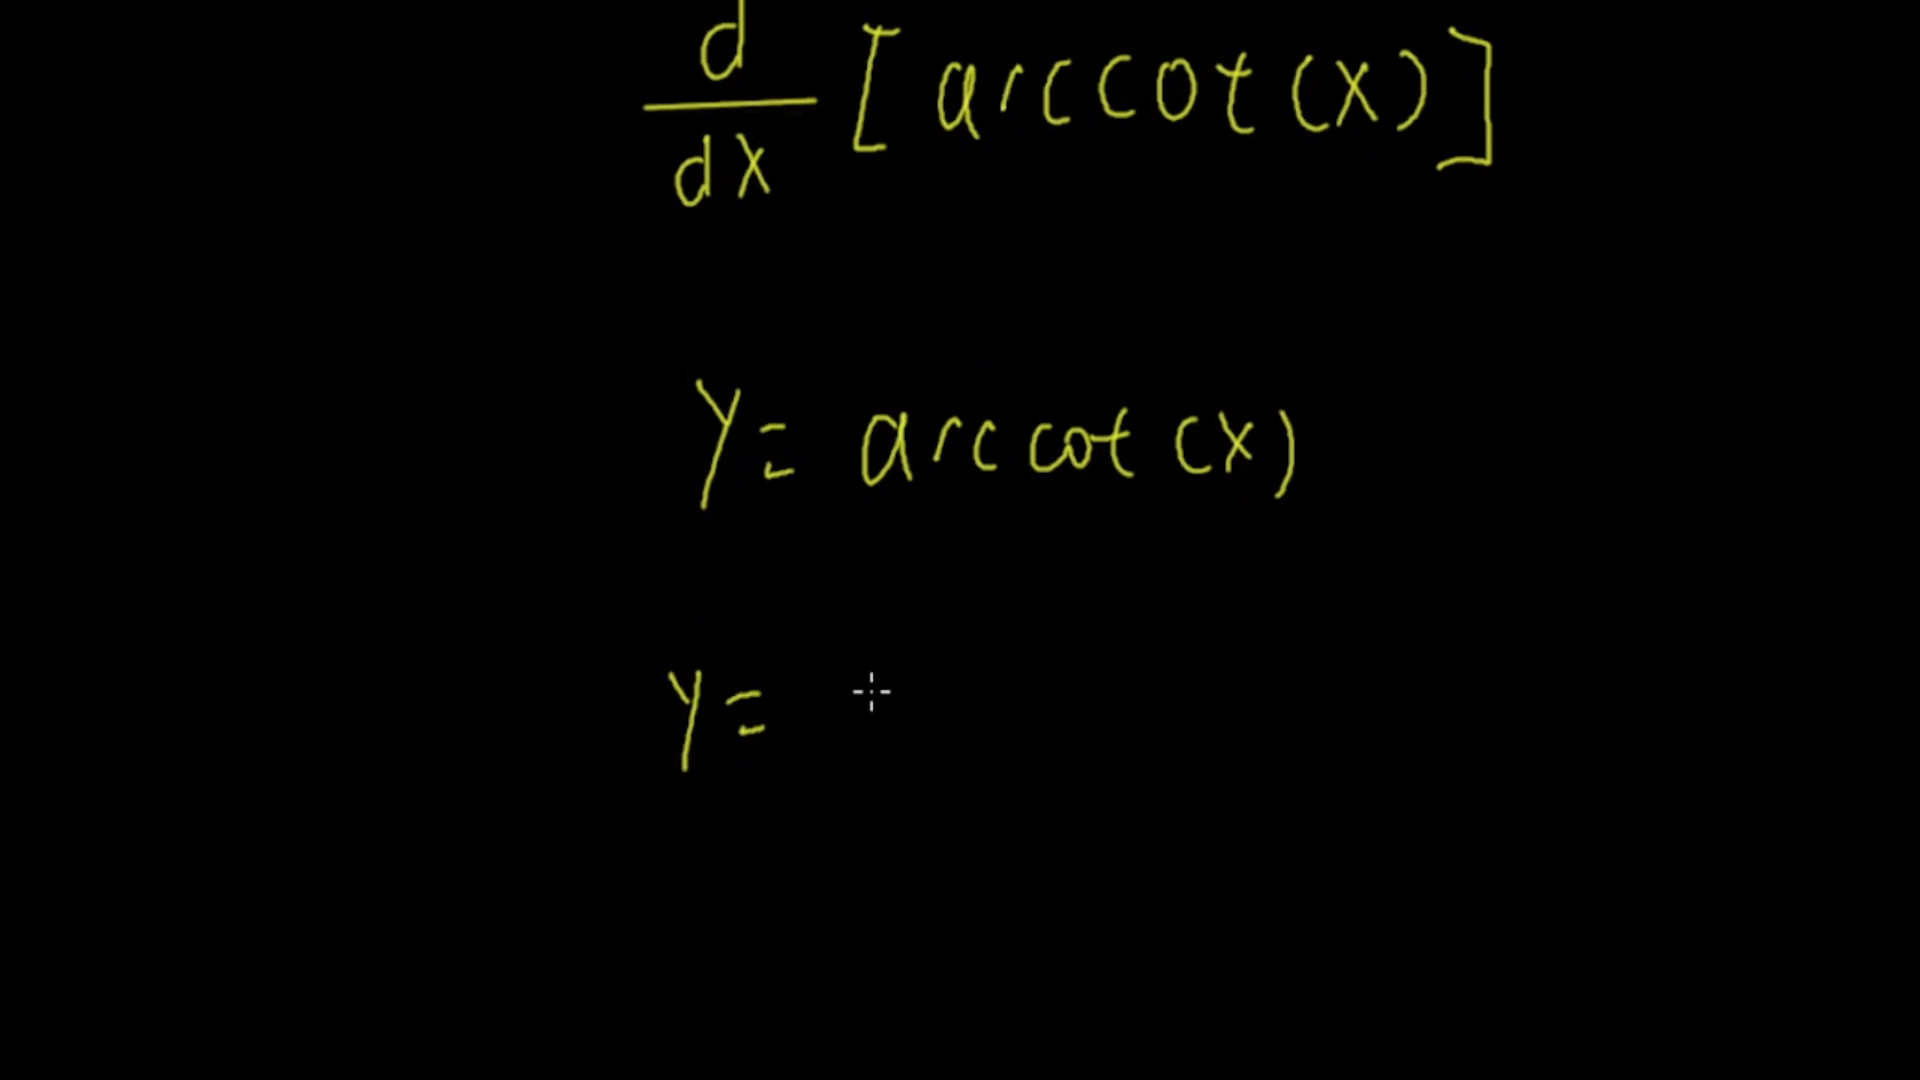 d
dx [arccot(x)]
y= arccot(x)
y=